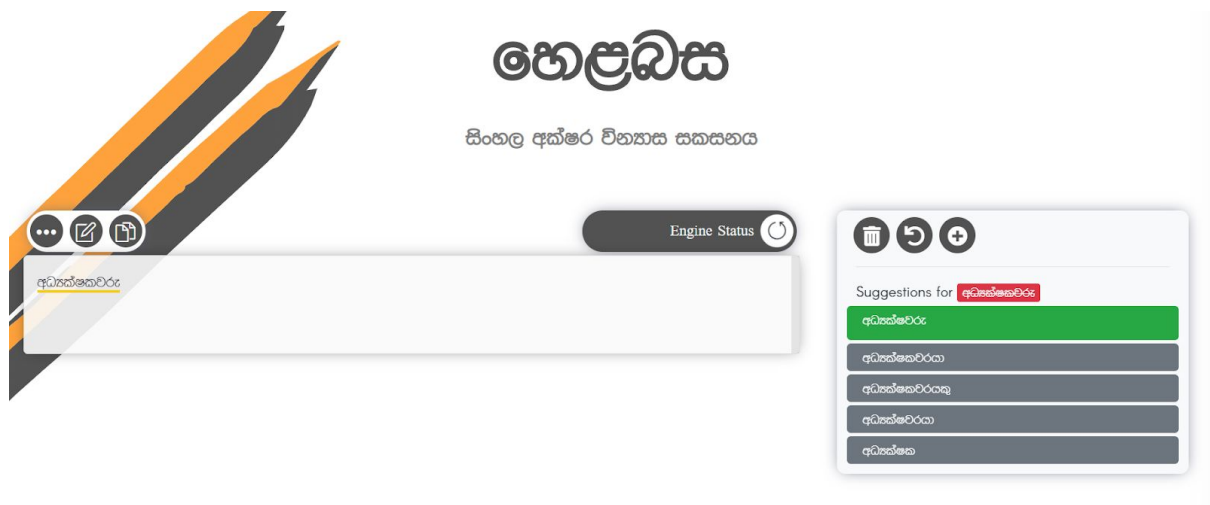 හෙළබස
සිංහල අක්ෂර වින්‍යාස සකසනය
Engine Status
අධ්‍යක්ෂකවරු
Suggestions for අධ්‍යක්ෂකවරු
අධ්‍යක්ෂවරු
අධ්‍යක්ෂකවරයා
අධ්‍යක්ෂකවරයකු
අධ්‍යක්ෂවරයා
අධ්‍යක්ෂක